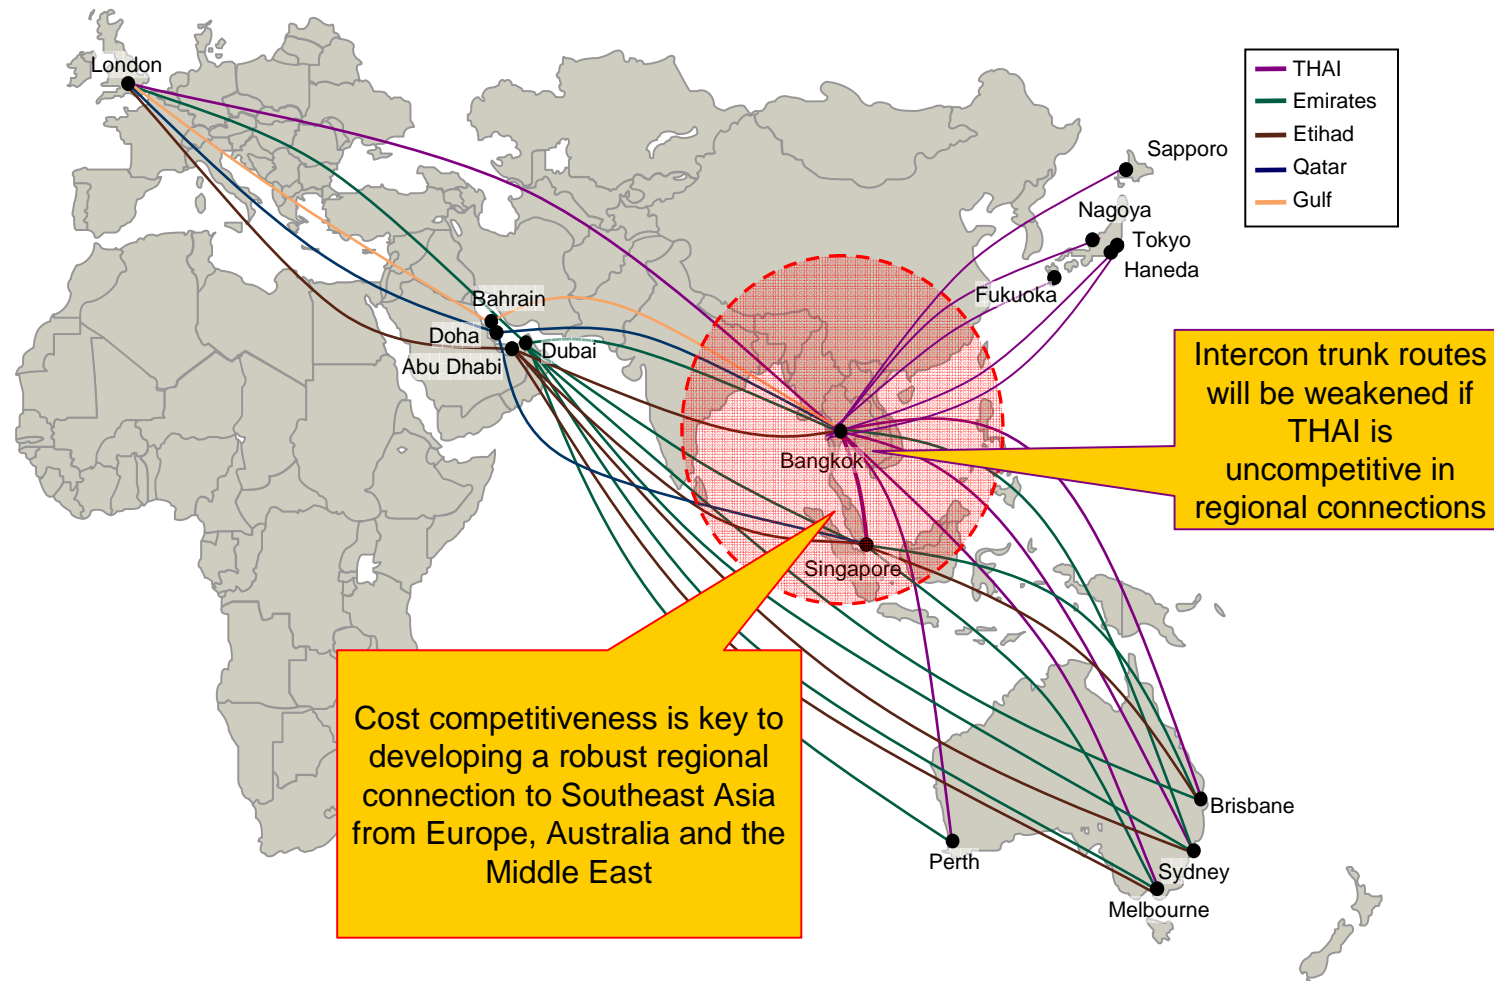 London
THAI
Emirates
Etihad
Qatar
Gulf
Sapporo
Nagoya
Tokyo
Haneda
Fukuoka
Bahrain
Doha
Dubai
Abu Dhabi
Intercon trunk routes
will be weakened if
THAI is
uncompetitive in
regional connections
Bangkok
Singapore
Cost competitiveness is key to
developing a robust regional
connection to Southeast Asia
from Europe, Australia and the
Middle East
Brisbane
Perth
Sydney
Melbourne